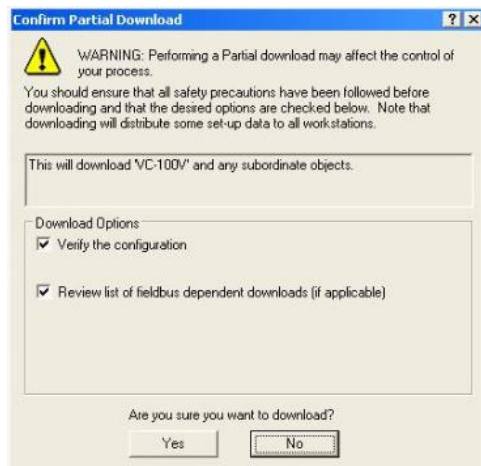 Confirm Partial Download
WARNING: Performing a Partial download may affect the control of
your process.
You should ensure that all safety precautions have been followed before
downloading and that the desired options are checked below. Note that
downloading will distribute some set-up data to all workstations.
This will download 'VC-100V' and any subordinate objects.
Download Options
Verify the configuration
Review list of fieldbus dependent downloads (if applicable)
Are you sure you want to download?
Yes No